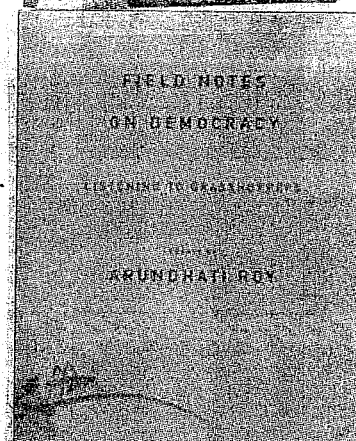 FIELD NOTES
ON DEMOCRACY
LISTENING TO GRASSHOPPERS
ARUNDHATI ROY